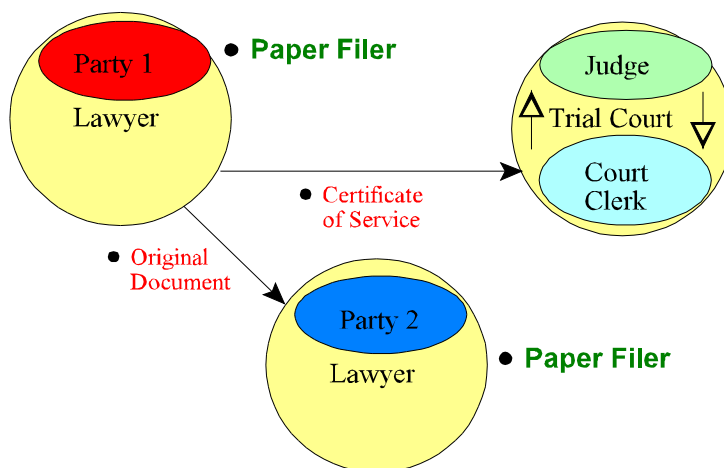 Party 1
Lawyer
Paper Filer
Judge
Trial Court
Court
Clerk
Certificate
of Service
Original
Document
Party 2
Lawyer
Paper Filer